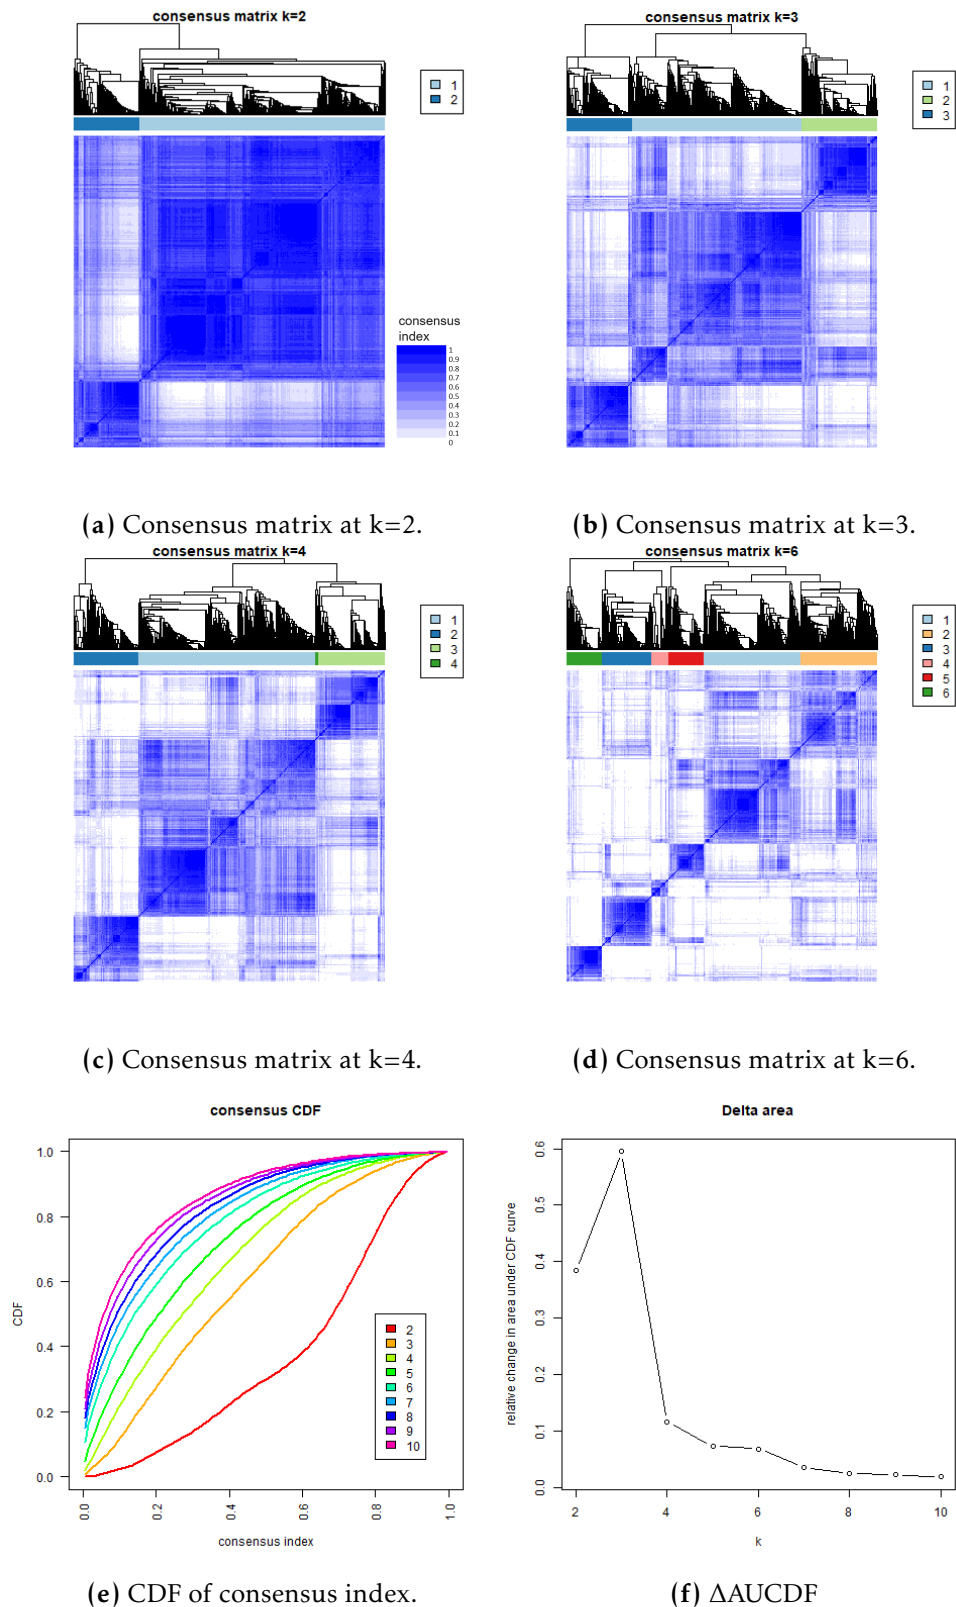 consensus matrix k=2
1
2
consensus
index
1
0.9
0.8
0.7
0.6
0.5
0.4
0.3
0.2
0.1
0
(a) Consensus matrix at k=2.
consensus matrix k=3
1
2
3
(b) Consensus matrix at k=3.
consensus matrix k=4
1
2
3
4
(c) Consensus matrix at k=4.
consensus matrix k=6
1
2
3
4
5
6
(d) Consensus matrix at k=6.
consensus CDF
CDF
1.0
0.8
0.6
0.4
0.2
0.0
2
3
4
5
6
7
8
9
10
0.0 0.2 0.4 0.6 0.8 1.0
consensus index
(e) CDF of consensus index.
Delta area
relative change in area under CDF curve
0.6
0.5
0.4
0.3
0.2
0.1
0.0
2 4 6 8 10
k
(f) ΔAUCDF